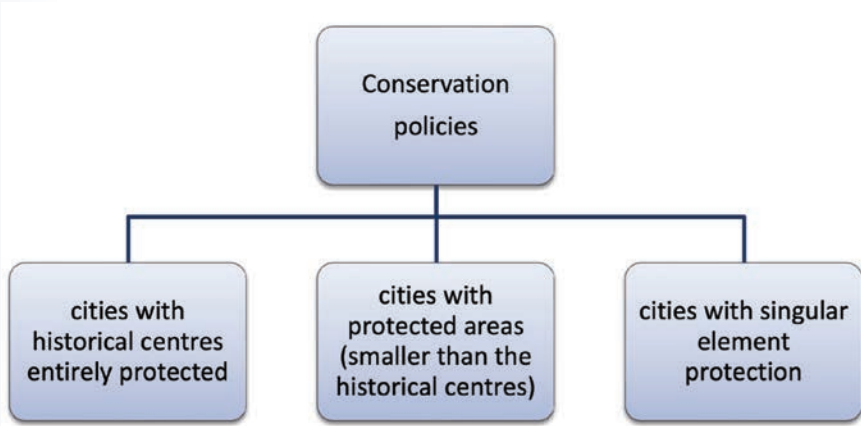 Conservation
policies
cities with
historical centres
entirely protected
cities with
protected areas
(smaller than the
historical centres)
cities with singular
element
protection